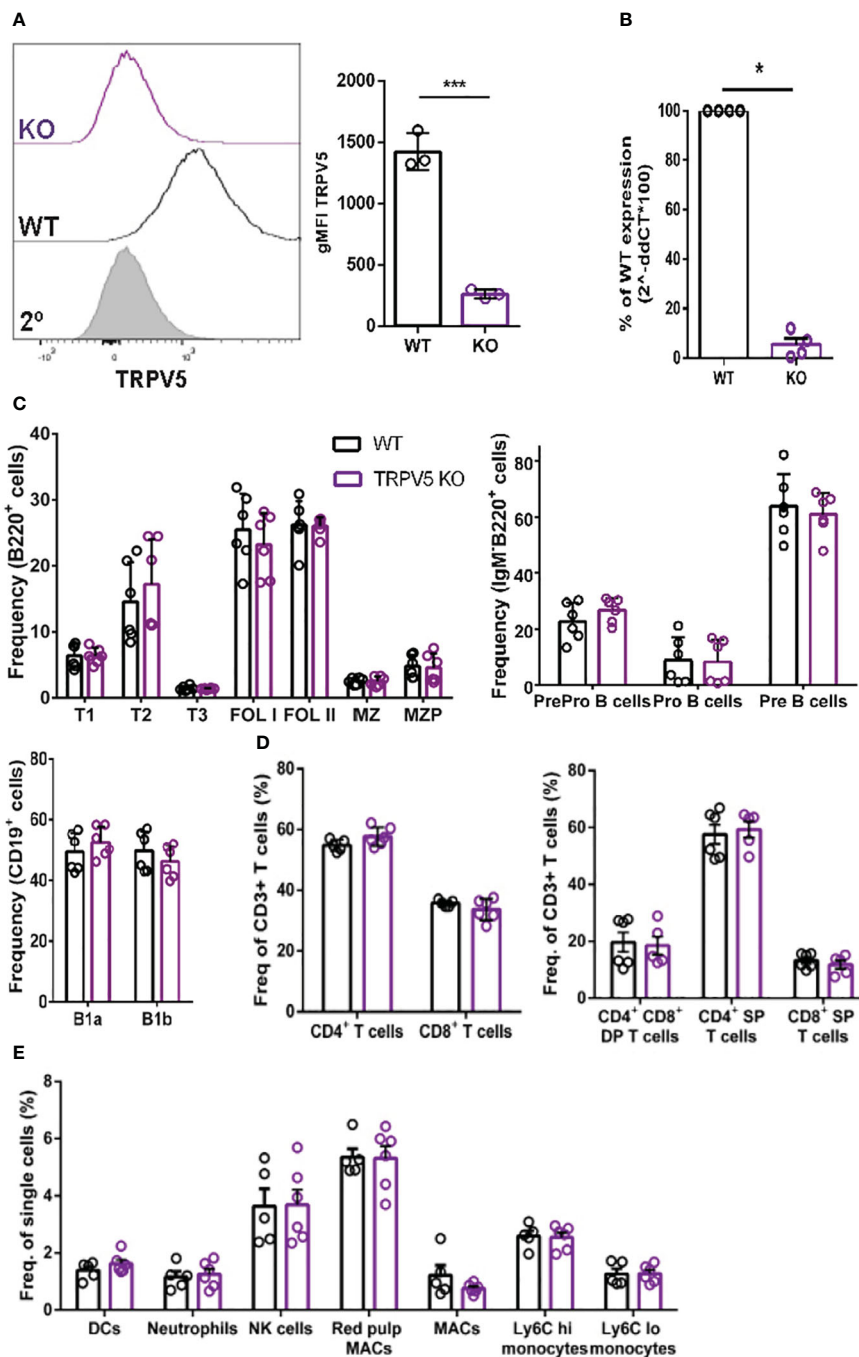 A
KO
WT
2º
-10³
0
10³
TRPV5
gMFI TRPV5
2000
1500
1000
500
0
***
WT
KO
B
% of WT expression
(2^-ddCT*100)
100
80
60
40
20
0
*
WT
KO
C
Frequency (B220⁺ cells)
40
30
20
10
0
WT
TRPV5 KO
T1
T2
T3
FOL I
FOL II
MZ
MZP
Frequency (IgM⁻B220⁺ cells)
80
60
40
20
0
PrePro B cells
Pro B cells
Pre B cells
Frequency (CD19⁺ cells)
80
60
40
20
0
B1a
B1b
D
Freq of CD3+ T cells (%)
80
60
40
20
0
CD4⁺ T cells
CD8⁺ T cells
Freq of CD3+ T cells (%)
80
60
40
20
0
CD4⁺ CD8⁺
DP T cells
CD4⁺ SP
T cells
CD8⁺ SP
T cells
E
Freq. of single cells (%)
8
6
4
2
0
DCs
Neutrophils
NK cells
Red pulp
MACs
MACs
Ly6C hi
monocytes
Ly6C lo
monocytes